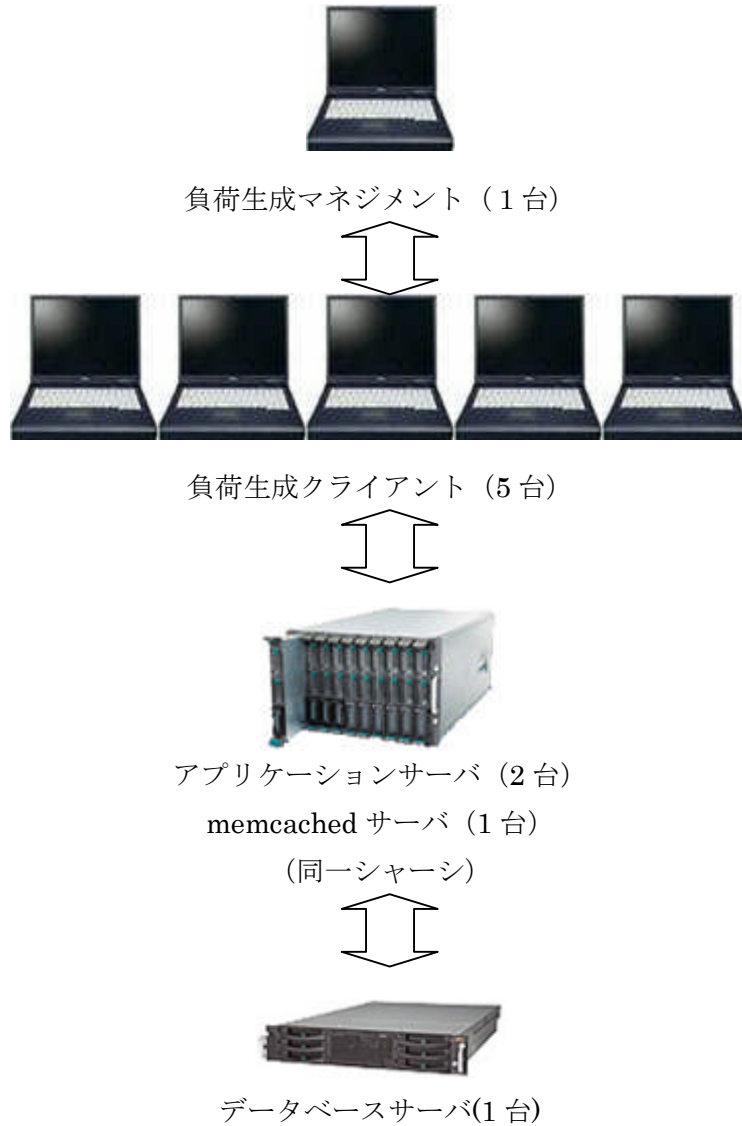 負荷生成マネジメント（1台）
負荷生成クライアント（5台）
アプリケーションサーバ（2台）
memcached サーバ（1台）
（同一シャーシ）
データベースサーバ(1台)